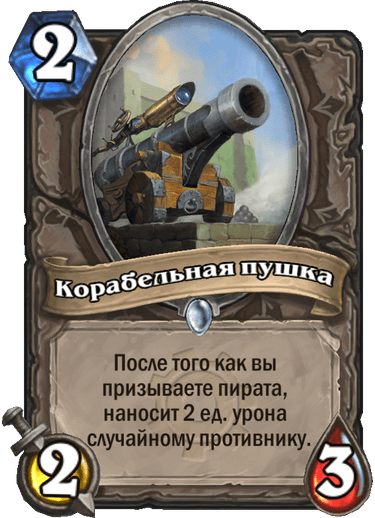 2
Корабельная пушка
После того как вы
призываете пирата,
наносит 2 ед. урона
случайному противнику.
2
3